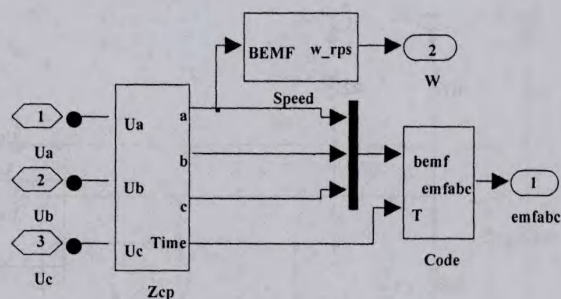 BEMF w_rps
2
W
Speed
1
Ua
Ua
a
2
Ub
Ub
b
bemf
emfabc
1
emfabc
3
Uc
Uc
c
Time
T
Code
Zcp